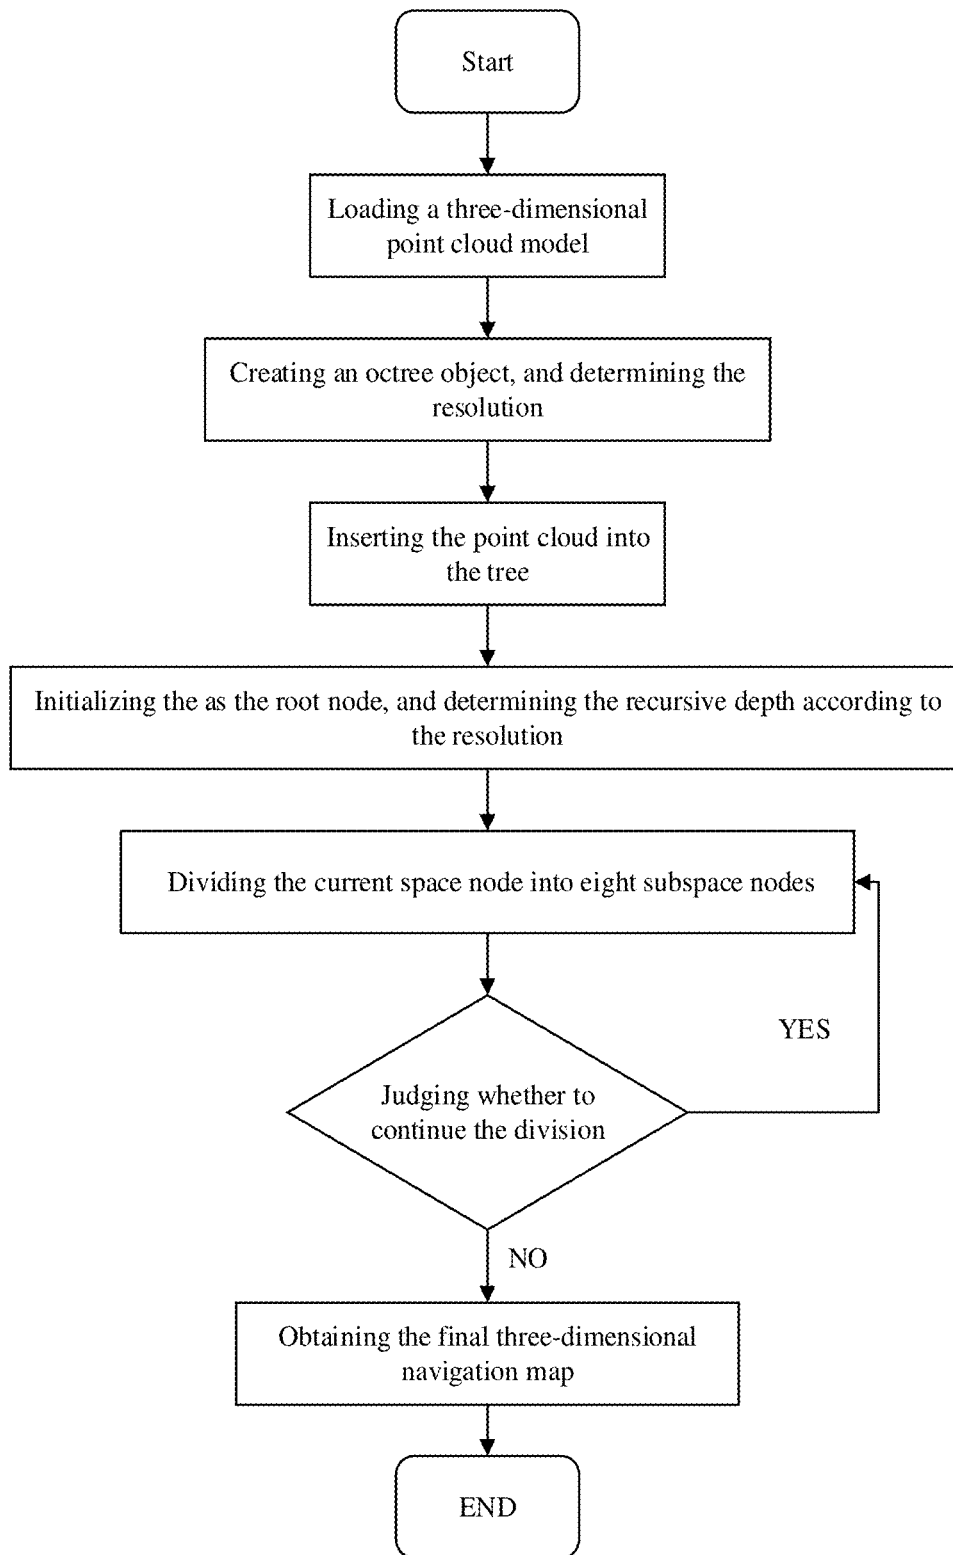 Start
Loading a three-dimensional
point cloud model
Creating an octree object, and determining the
resolution
Inserting the point cloud into
the tree
Initializing the as the root node, and determining the recursive depth according to
the resolution
Dividing the current space node into eight subspace nodes
YES
Judging whether to
continue the division
NO
Obtaining the final three-dimensional
navigation map
END